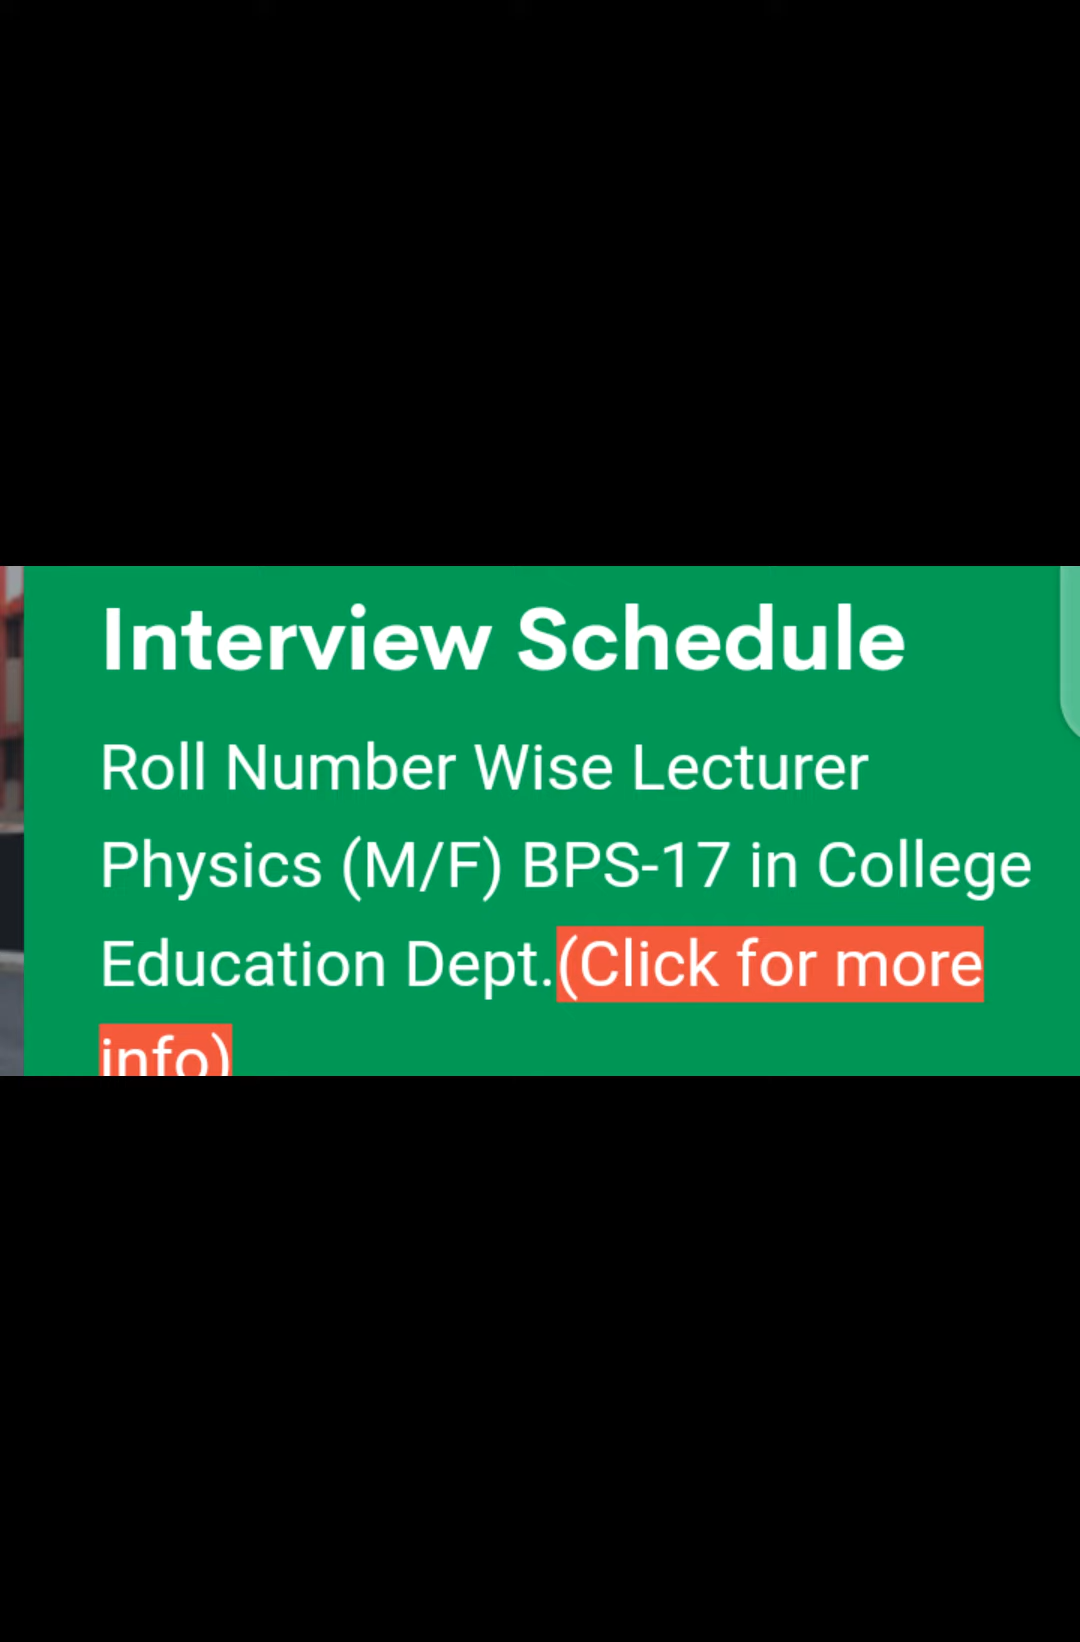 Interview Schedule
Roll Number Wise Lecturer
Physics (M/F) BPS-17 in College
Education Dept.(Click for more
info)